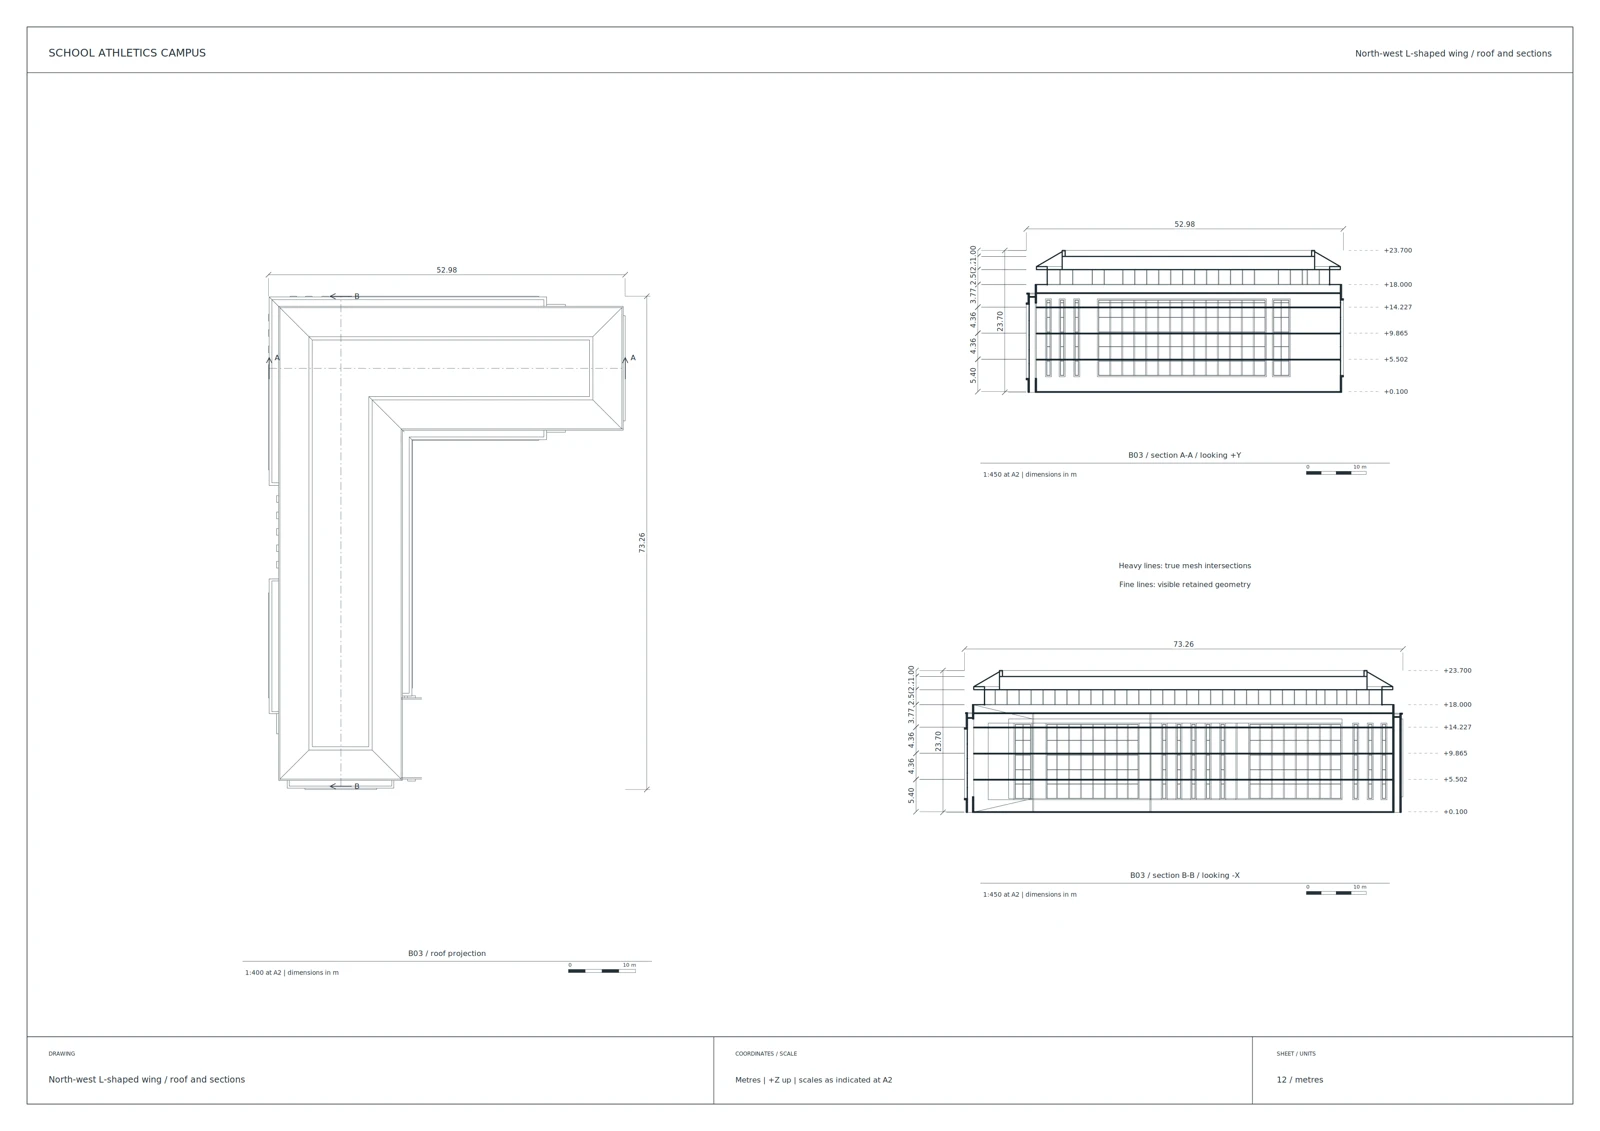 SCHOOL ATHLETICS CAMPUS
North-west L-shaped wing / roof and sections
52.98
B
A
A
73.26
B
B03 / roof projection
1:400 at A2 | dimensions in m
0 10 m
52.98
1.00
3.77
4.36
4.36
5.40
23.70
+23.700
+18.000
+14.227
+9.865
+5.502
+0.100
B03 / section A-A / looking +Y
1:450 at A2 | dimensions in m
0 10 m
Heavy lines: true mesh intersections
Fine lines: visible retained geometry
73.26
1.00
3.77
4.36
4.36
5.40
23.70
+23.700
+18.000
+14.227
+9.865
+5.502
+0.100
B03 / section B-B / looking -X
1:450 at A2 | dimensions in m
0 10 m
DRAWING
North-west L-shaped wing / roof and sections
COORDINATES / SCALE
Metres | +Z up | scales as indicated at A2
SHEET / UNITS
12 / metres